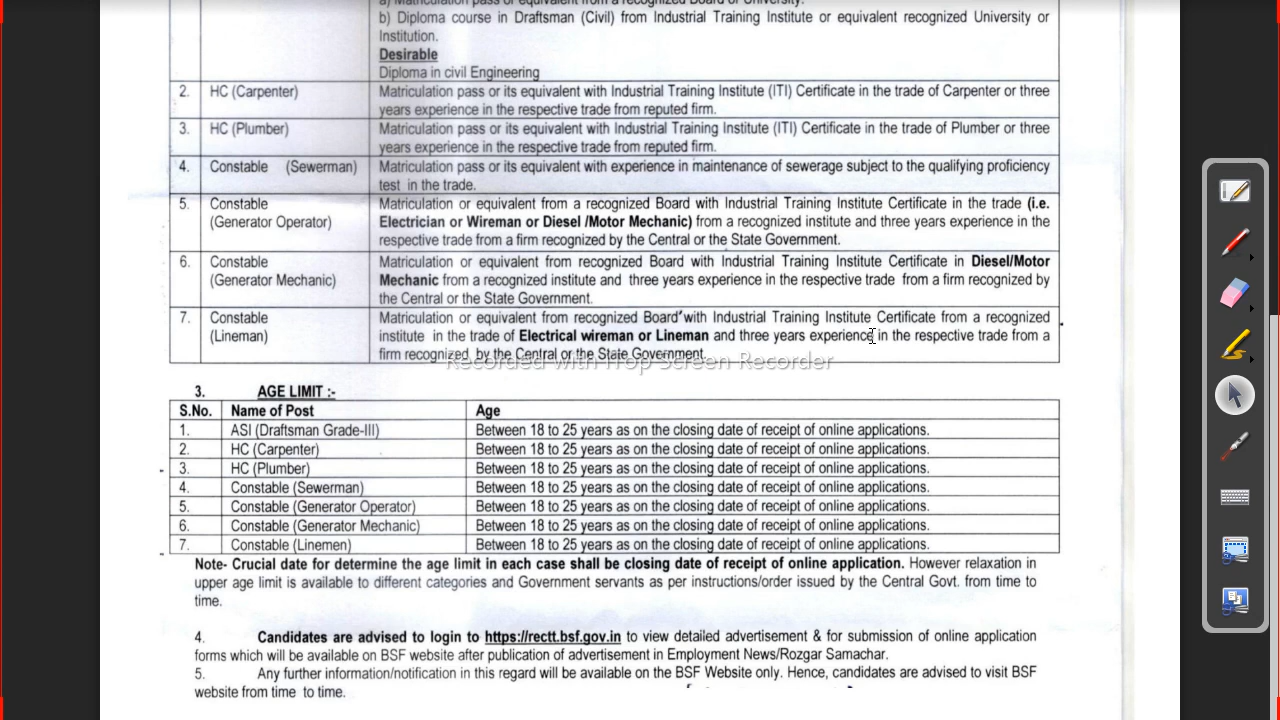 a) Matriculation pass or equivalent from a recognized Board or University.
b) Diploma course in Draftsman (Civil) from Industrial Training Institute or equivalent recognized University or
Institution.
Desirable
Diploma in civil Engineering
2. HC (Carpenter) Matriculation pass or its equivalent with Industrial Training Institute (ITI) Certificate in the trade of Carpenter or three
years experience in the respective trade from reputed firm.
3. HC (Plumber) Matriculation pass or its equivalent with Industrial Training Institute (ITI) Certificate in the trade of Plumber or three
years experience in the respective trade from reputed firm.
4. Constable (Sewerman) Matriculation pass or its equivalent with experience in maintenance of sewerage subject to the qualifying proficiency
test in the trade.
5. Constable Matriculation or equivalent from a recognized Board with Industrial Training Institute Certificate in the trade (i.e.
(Generator Operator) Electrician or Wireman or Diesel /Motor Mechanic) from a recognized institute and three years experience in the
respective trade from a firm recognized by the Central or the State Government.
6. Constable Matriculation or equivalent from recognized Board with Industrial Training Institute Certificate in Diesel/Motor
(Generator Mechanic) Mechanic from a recognized institute and three years experience in the respective trade from a firm recognized by
the Central or the State Government.
7. Constable Matriculation or equivalent from recognized Board with Industrial Training Institute Certificate from a recognized
(Lineman) institute in the trade of Electrical wireman or Lineman and three years experience in the respective trade from a
firm recognized by the Central or the State Government.
Recorded with iTop Screen Recorder
3. AGE LIMIT :-
S.No. Name of Post Age
1. ASI (Draftsman Grade-III) Between 18 to 25 years as on the closing date of receipt of online applications.
2. HC (Carpenter) Between 18 to 25 years as on the closing date of receipt of online applications.
3. HC (Plumber) Between 18 to 25 years as on the closing date of receipt of online applications.
4. Constable (Sewerman) Between 18 to 25 years as on the closing date of receipt of online applications.
5. Constable (Generator Operator) Between 18 to 25 years as on the closing date of receipt of online applications.
6. Constable (Generator Mechanic) Between 18 to 25 years as on the closing date of receipt of online applications.
7. Constable (Linemen) Between 18 to 25 years as on the closing date of receipt of online applications.
Note- Crucial date for determine the age limit in each case shall be closing date of receipt of online application. However relaxation in
upper age limit is available to different categories and Government servants as per instructions/order issued by the Central Govt. from time to
time.
4. Candidates are advised to login to https://rectt.bsf.gov.in to view detailed advertisement & for submission of online application
forms which will be available on BSF website after publication of advertisement in Employment News/Rozgar Samachar.
5. Any further information/notification in this regard will be available on the BSF Website only. Hence, candidates are advised to visit BSF
website from time to time.